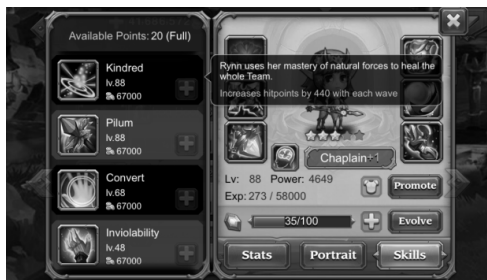 Available Points: 20 (Full)
Kindred
lv.88
67000
Pilum
lv.88
67000
Convert
lv.68
67000
Inviolability
lv.48
67000
Rynn uses her mastery of natural forces to heal the
whole Team.
Increases hitpoints by 440 with each wave
Chaplain+1
Lv: 88 Power: 4649
Exp: 273 / 58000
Promote
35/100
Evolve
Stats
Portrait
Skills